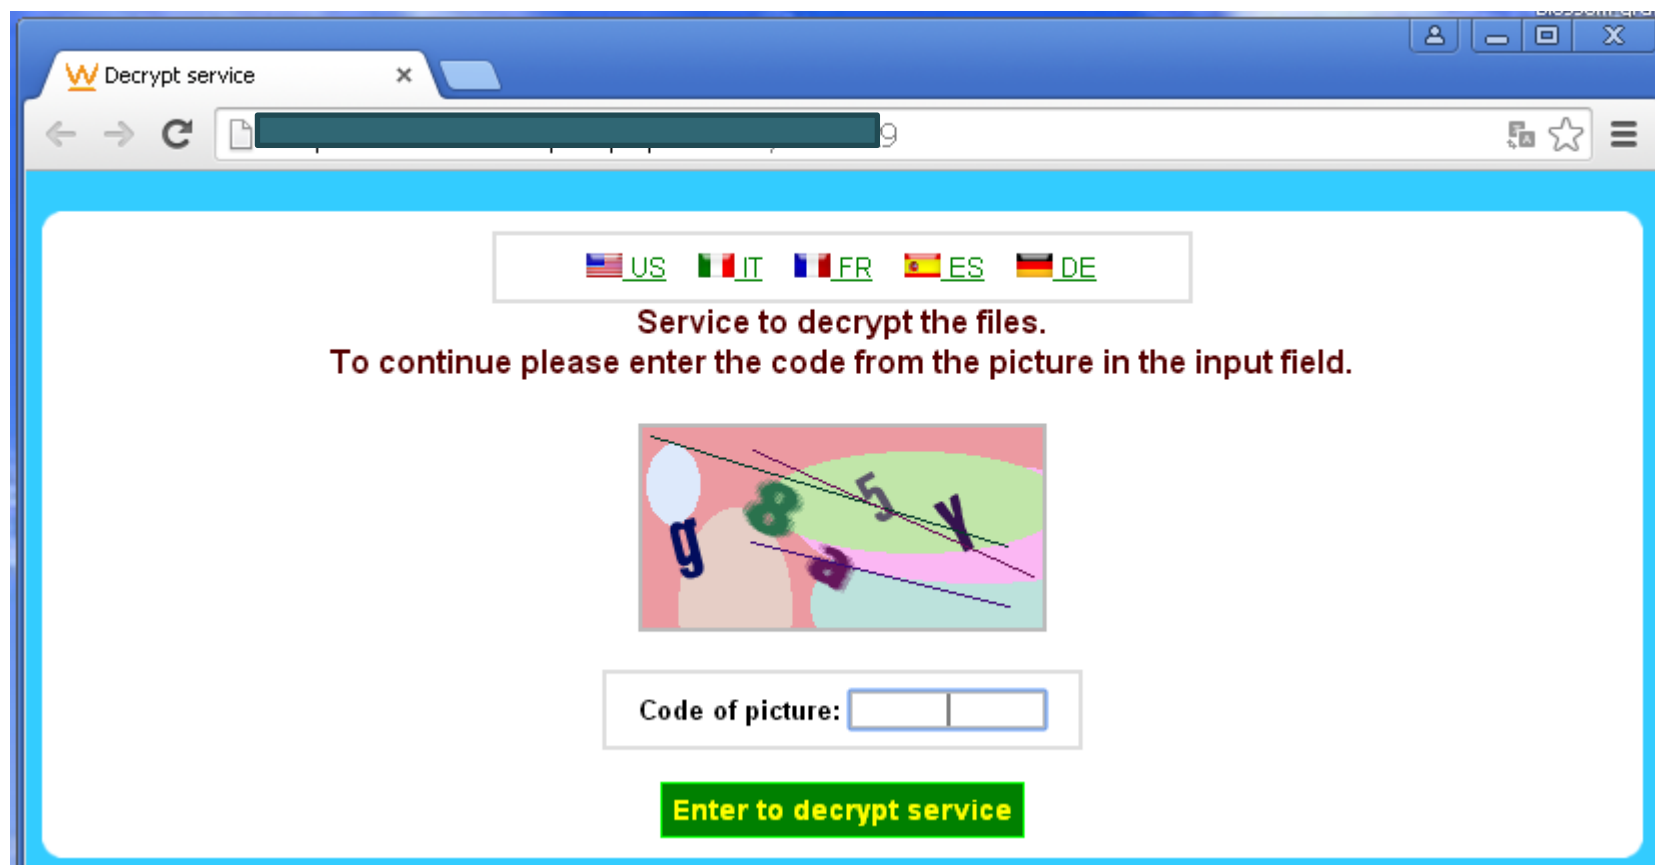 Decrypt service
9
US IT FR ES DE
Service to decrypt the files.
To continue please enter the code from the picture in the input field.
g8a5y
Code of picture:
Enter to decrypt service